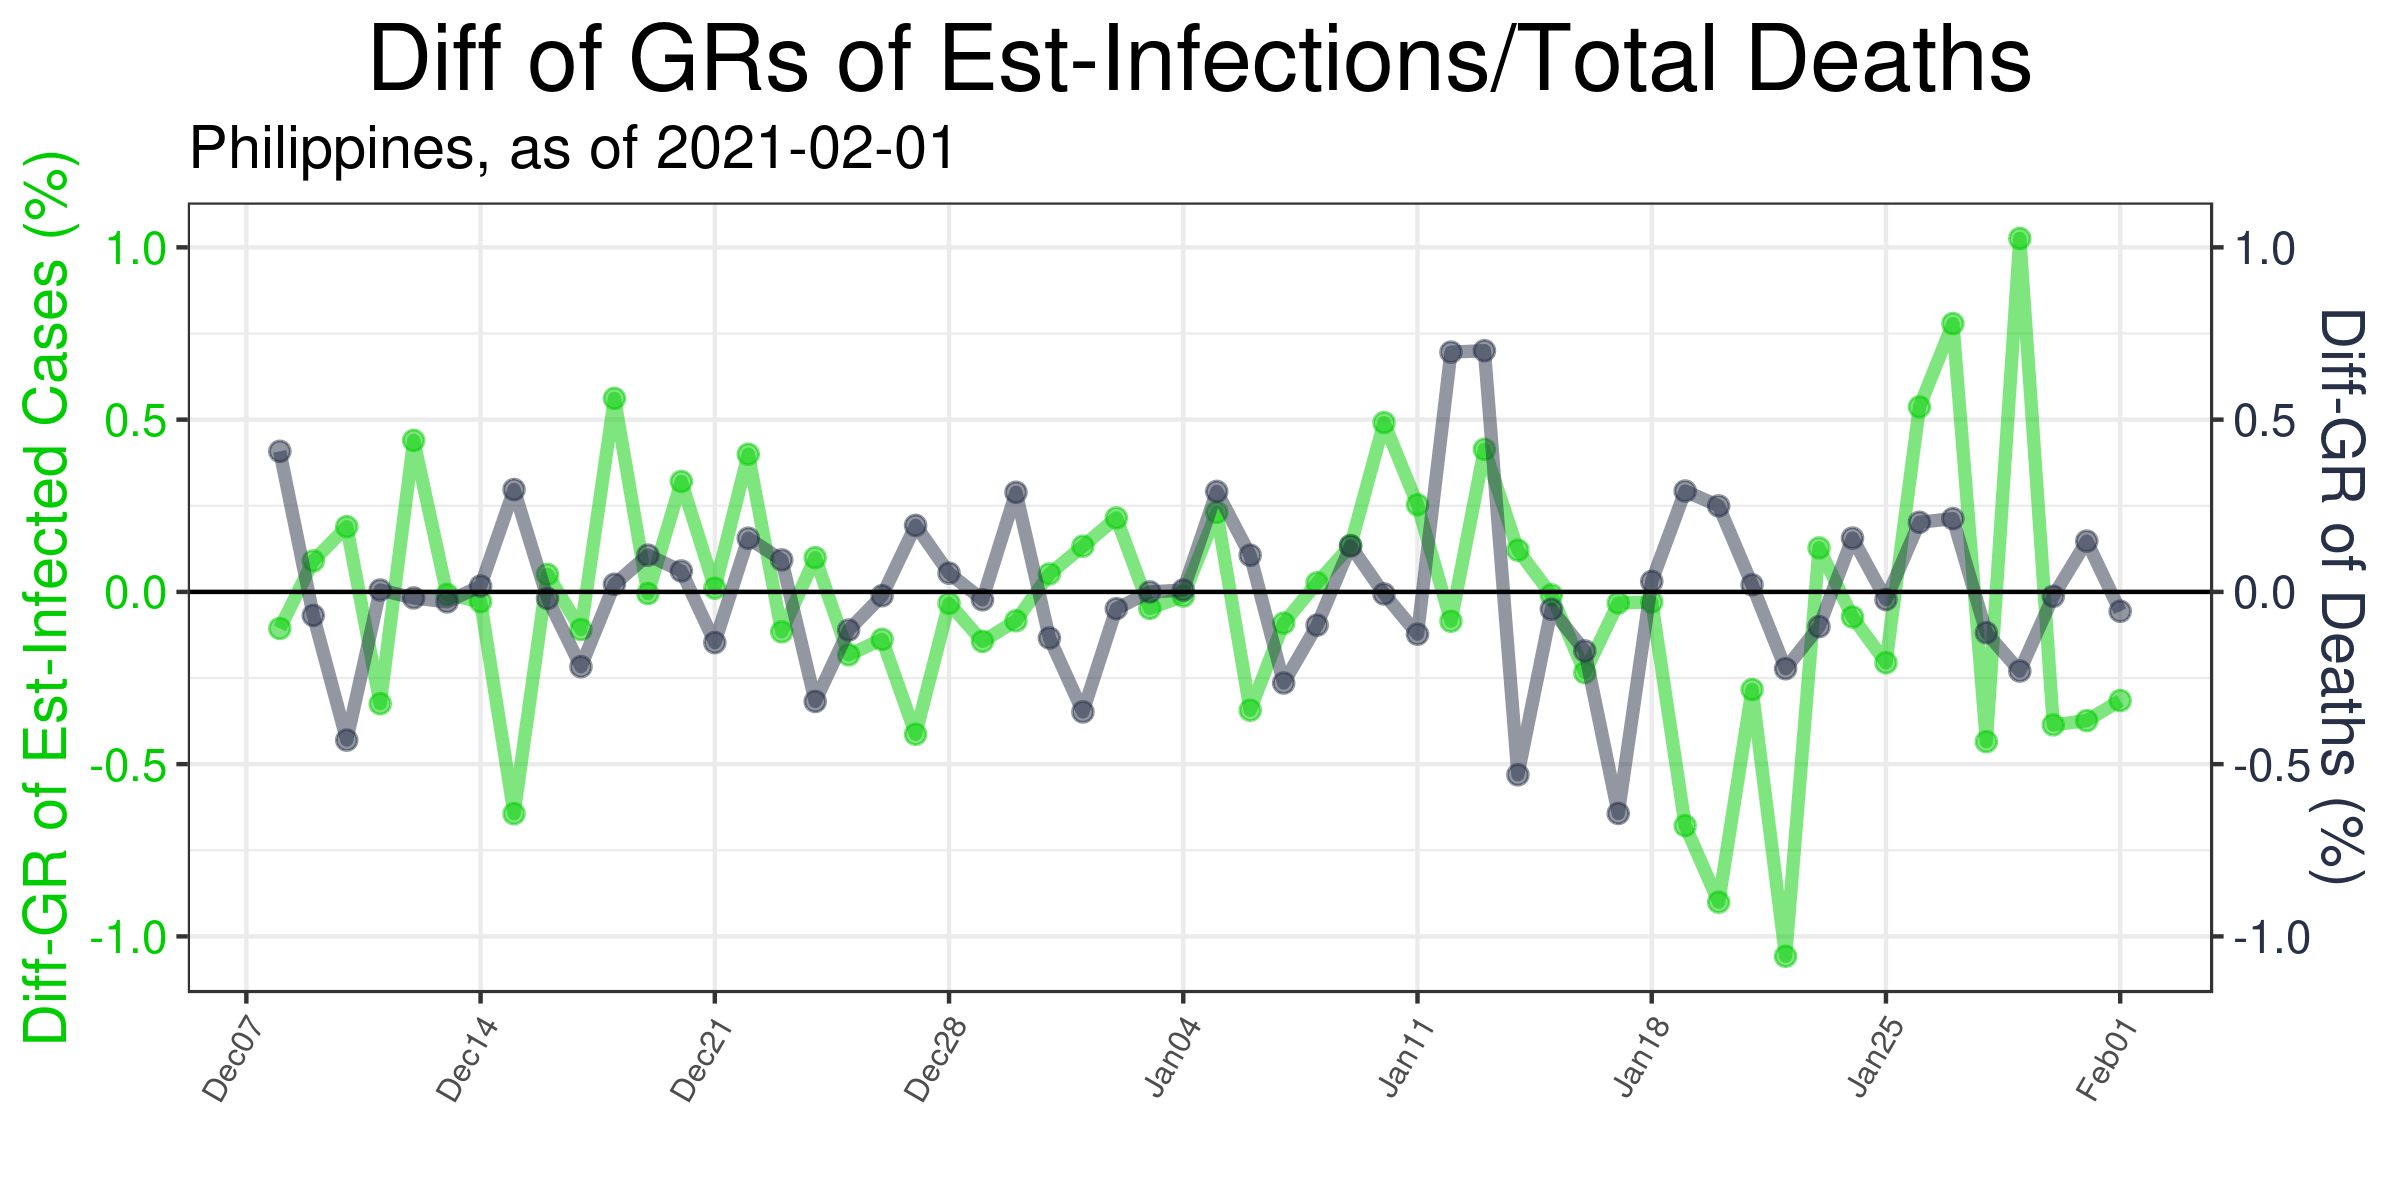 Diff of GRs of Est-Infections/Total Deaths
Philippines, as of 2021-02-01
Diff-GR of Est-Infected Cases (%)
1.0
0.5
0.0
-0.5
-1.0
1.0
0.5
0.0
-0.5
-1.0
Diff-GR of Deaths (%)
Dec07
Dec14
Dec21
Dec28
Jan04
Jan11
Jan18
Jan25
Feb01